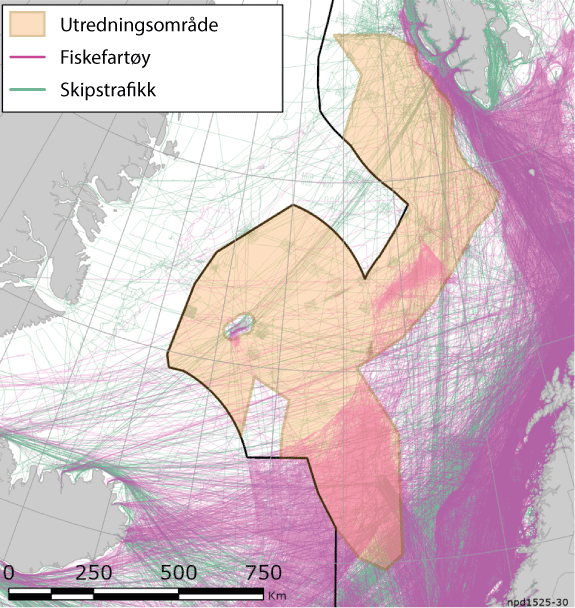 Utredningsområde
Fiskefartøy
Skipstrafikk
0 250 500 750
Km
npd1525-30